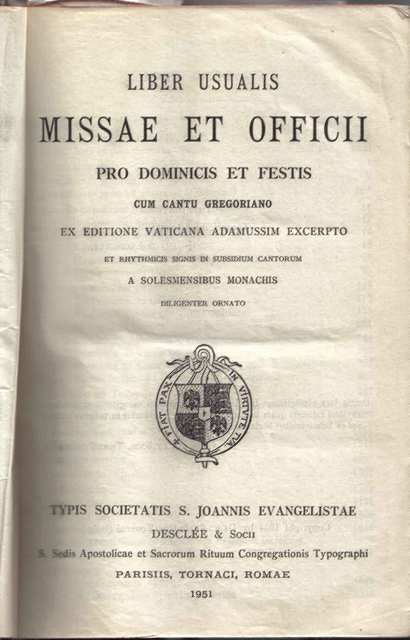 LIBER USUALIS
MISSAE ET OFFICII
PRO DOMINICIS ET FESTIS
CUM CANTU GREGORIANO
EX EDITIONE VATICANA ADAMUSSIM EXCERPTO
ET RHYTHMICIS SIGNIS IN SUBSIDIUM CANTORUM
A SOLESMENSIBUS MONACHIS
DILIGENTER ORNATO
✠ FIAT PAX IN VIRTUTE TUA
TYPIS SOCIETATIS S. JOANNIS EVANGELISTAE
DESCLÉE & Socii
S. Sedis Apostolicae et Sacrorum Rituum Congregationis Typographi
PARISIIS, TORNACI, ROMAE
1951